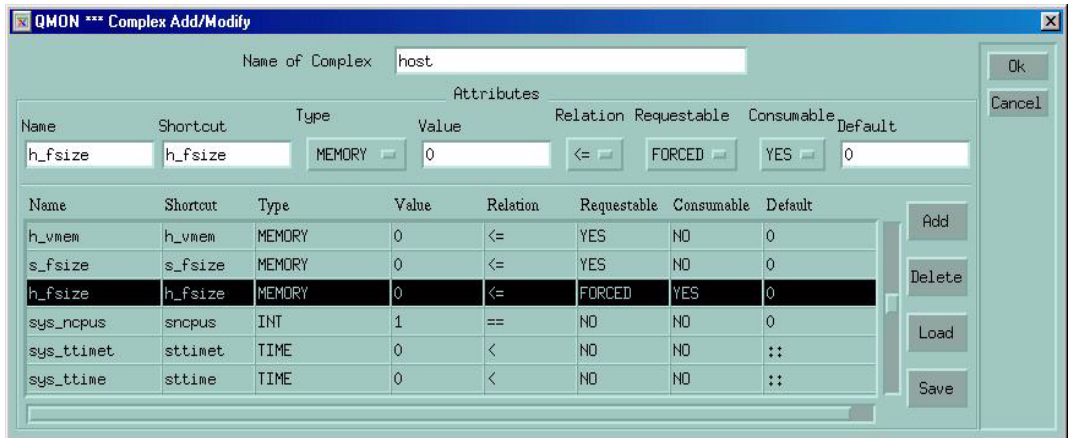 QMON *** Complex Add/Modify
Name of Complex host
Ok
Cancel
Attributes
Name Shortcut Type Value Relation Requestable Consumable Default
h_fsize h_fsize MEMORY 0 <= FORCED YES 0
Name Shortcut Type Value Relation Requestable Consumable Default
h_vmem h_vmem MEMORY 0 <= YES NO 0
s_fsize s_fsize MEMORY 0 <= YES NO 0
h_fsize h_fsize MEMORY 0 <= FORCED YES 0
sys_ncpus sncpus INT 1 == NO NO 0
sys_ttimet sttimet TIME 0 < NO NO ::
sys_ttime sttime TIME 0 < NO NO ::
Add
Delete
Load
Save